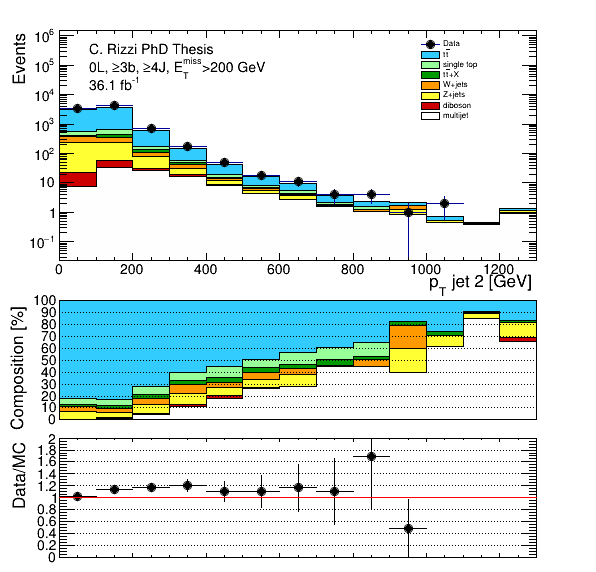 Events
10⁶
10⁵
10⁴
10³
10²
10
1
10⁻¹
C. Rizzi PhD Thesis
0L, ≥3b, ≥4J, E_T^miss>200 GeV
36.1 fb⁻¹
Data
tt̄
single top
tt̄+X
W+jets
Z+jets
diboson
multijet
0 200 400 600 800 1000 1200
p_T jet 2 [GeV]
Composition [%]
100
90
80
70
60
50
40
30
20
10
0
Data/MC
2
1.8
1.6
1.4
1.2
1
0.8
0.6
0.4
0.2
0